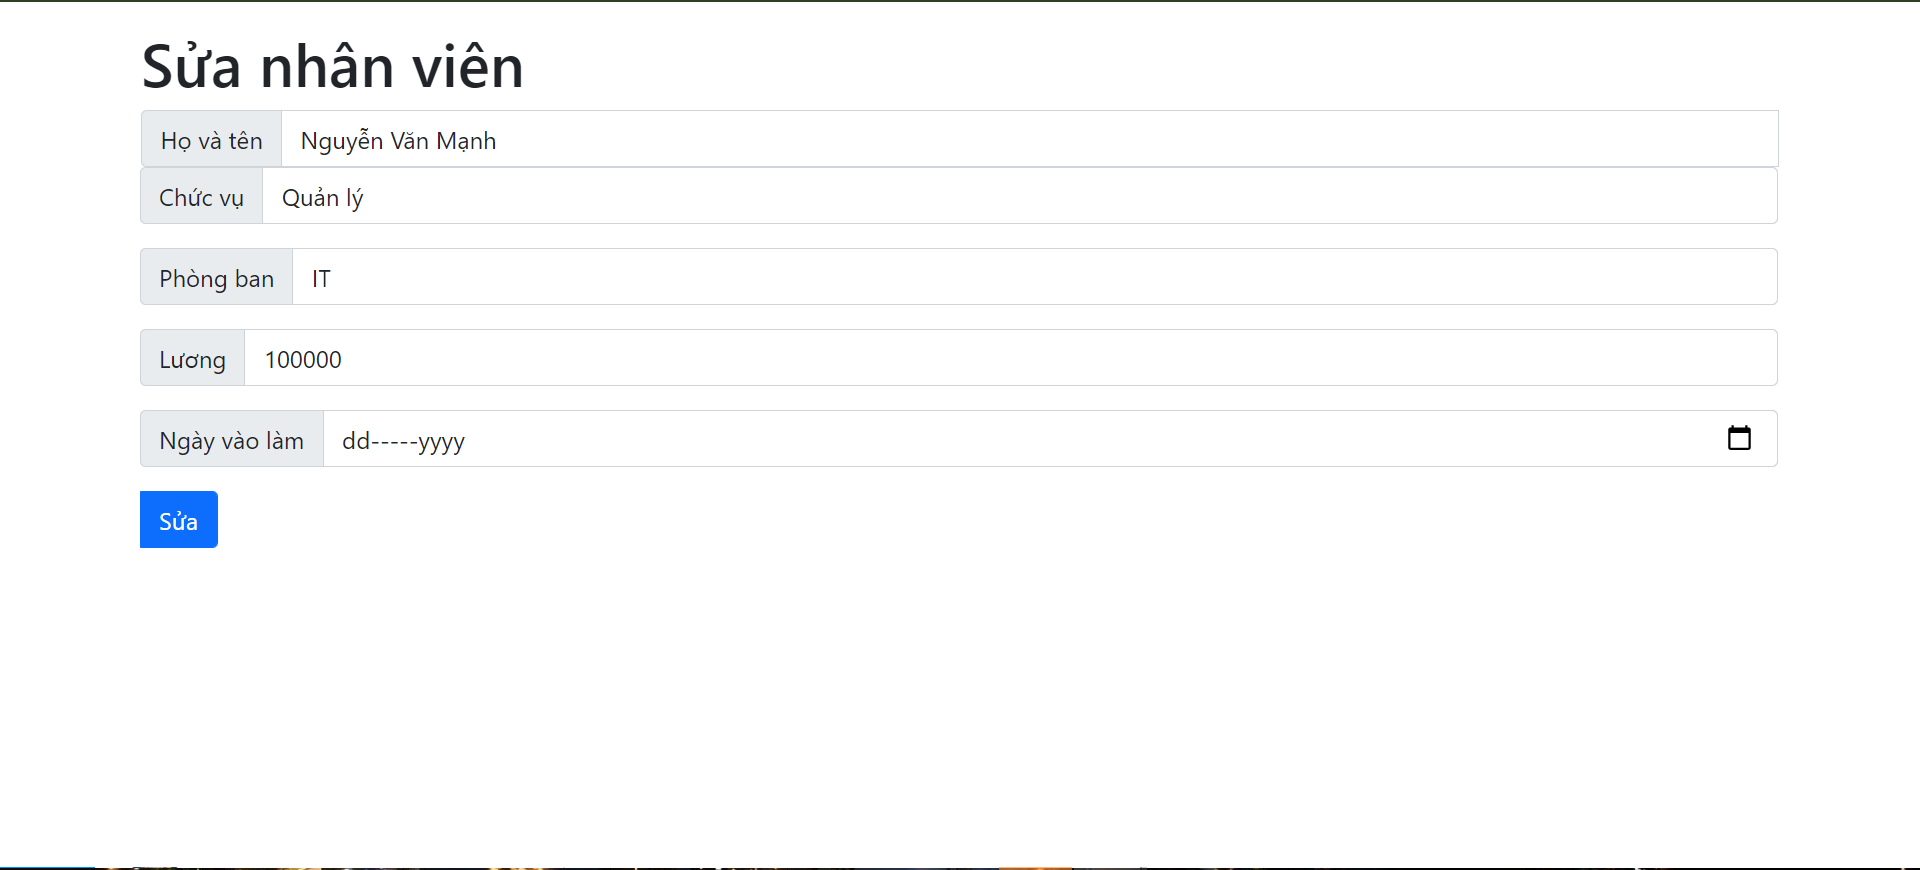 Sửa nhân viên
Họ và tên Nguyễn Văn Mạnh
Chức vụ Quản lý
Phòng ban IT
Lương 100000
Ngày vào làm dd-----yyyy
Sửa